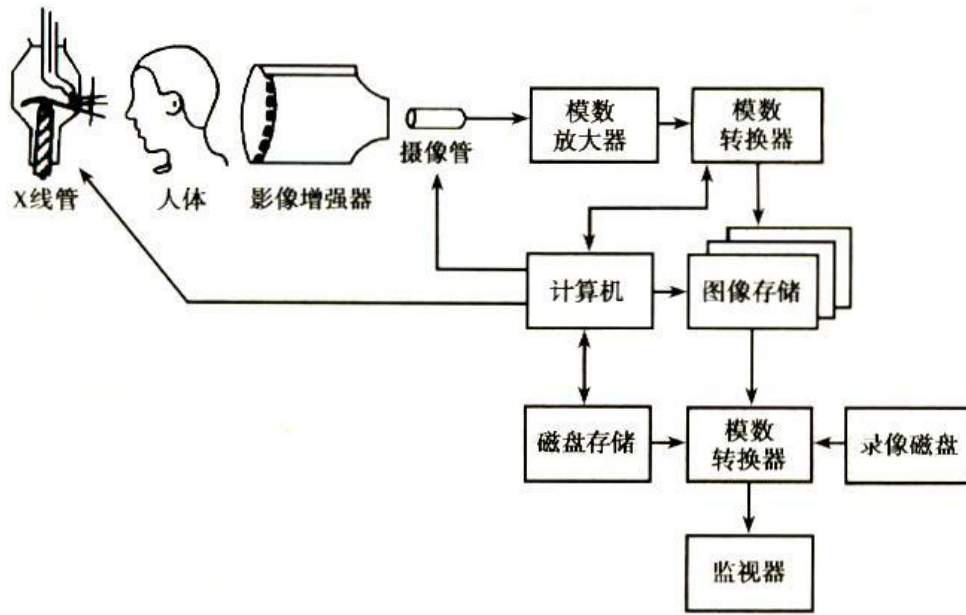 模数
放大器
模数
转换器
摄像管
X线管
人体
影像增强器
计算机
图像存储
磁盘存储
模数
转换器
录像磁盘
监视器